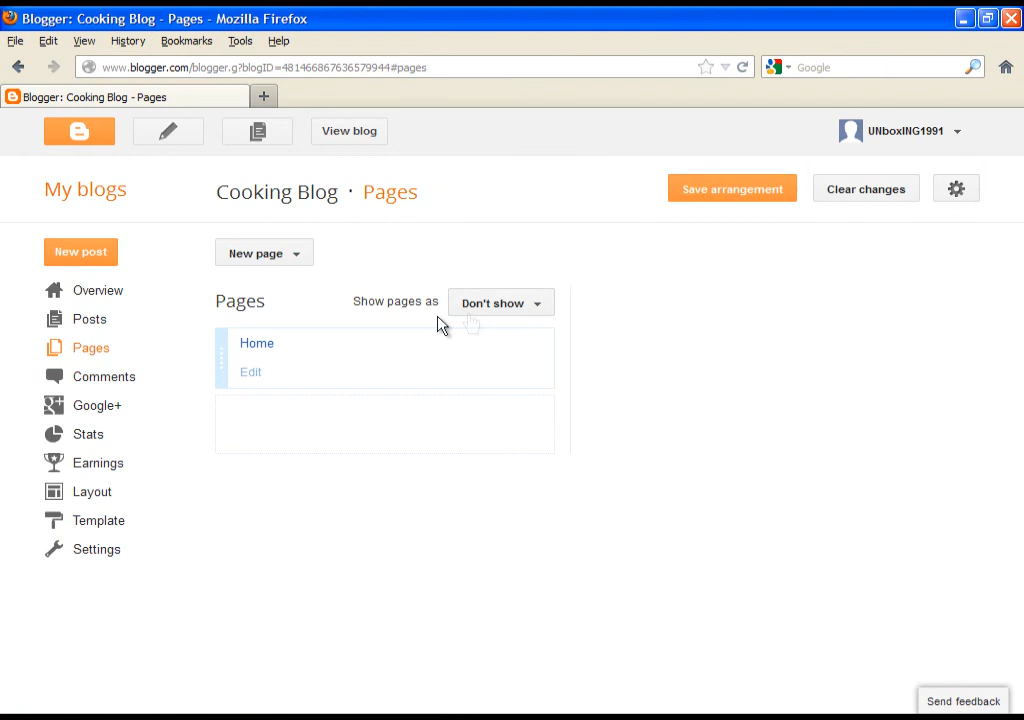 Blogger: Cooking Blog - Pages - Mozilla Firefox
File Edit View History Bookmarks Tools Help
www.blogger.com/blogger.g?blogID=481466867636579944#pages
Google
Blogger: Cooking Blog - Pages
View blog
UNboxING1991
My blogs
Cooking Blog · Pages
Save arrangement
Clear changes
New post
New page
Overview
Posts
Pages
Comments
Google+
Stats
Earnings
Layout
Template
Settings
Pages
Show pages as
Don't show
Home
Edit
Send feedback